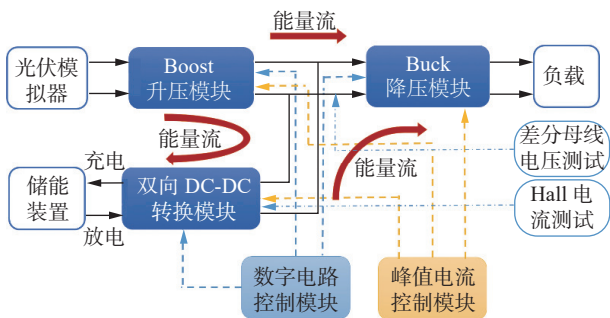 能量流
光伏模
拟器
Boost
升压模块
Buck
降压模块
负载
能量流
能量流
差分母线
电压测试
充电
储能
装置
放电
双向 DC-DC
转换模块
Hall 电
流测试
数字电路
控制模块
峰值电流
控制模块